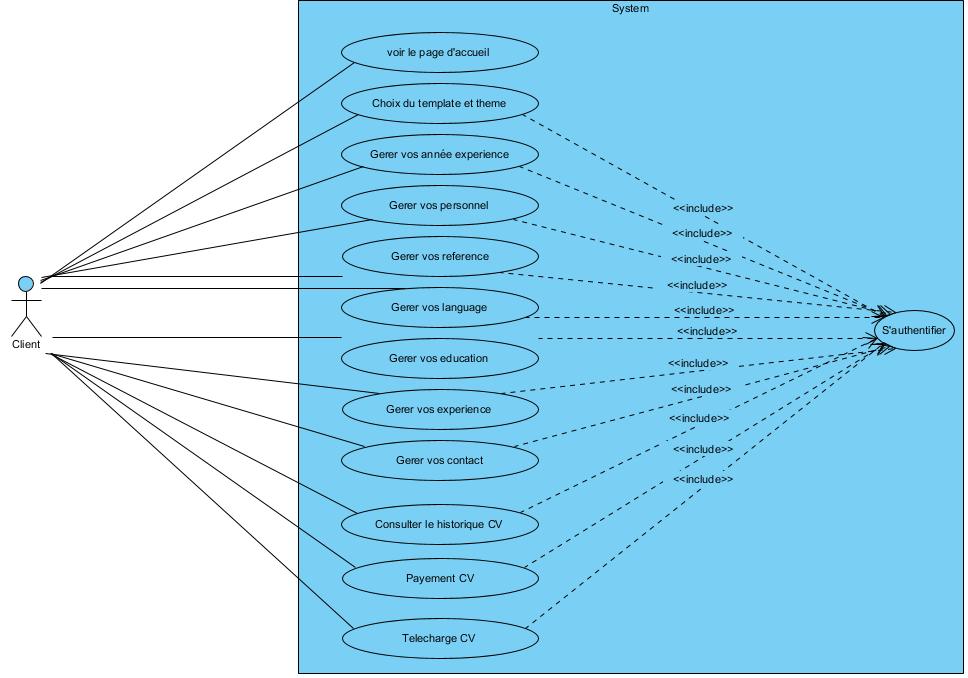 System
voir le page d'accueil
Choix du template et theme
Gerer vos année experience
Gerer vos personnel
Gerer vos reference
Gerer vos language
Gerer vos education
Gerer vos experience
Gerer vos contact
Consulter le historique CV
Payement CV
Telecharge CV
Client
<<include>>
<<include>>
<<include>>
<<include>>
<<include>>
<<include>>
<<include>>
<<include>>
<<include>>
<<include>>
<<include>>
S'authentifier